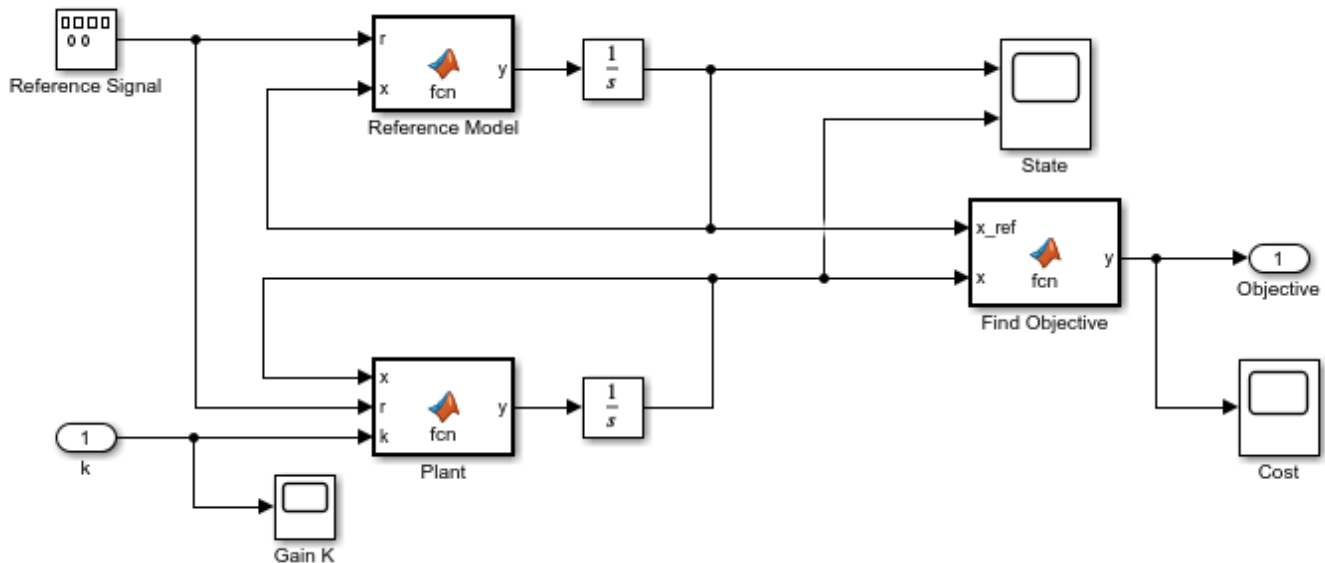 Reference Signal
r
x
fcn
y
Reference Model
1
s
State
x_ref
x
fcn
y
Find Objective
1
Objective
x
r
k
fcn
y
Plant
1
s
1
k
Gain K
Cost